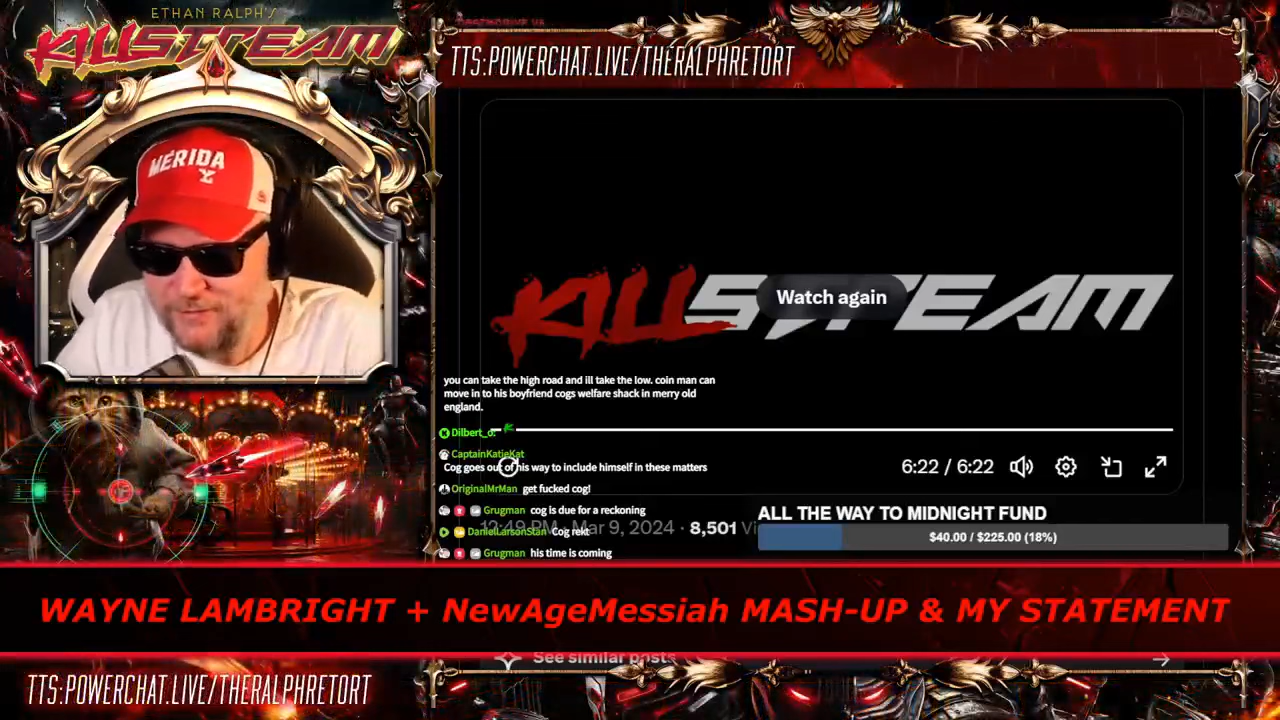 ETHAN RALPH'S
KILLSTREAM
MERIDA
Y
TTS:POWERCHAT.LIVE/THERALPHRETORT
KILLSTREAM
Watch again
you can take the high road and ill take the low. coin man can
move in to his boyfriend cogs welfare shack in merry old
england.
Dilbert_o:
CaptainKatieKat
Cog goes out of his way to include himself in these matters
OriginalMrMan get fucked cog!
Grugman cog is due for a reckoning
DanielLarsonStan Cog rekt
Grugman his time is coming
6:22 / 6:22
12:49 PM · Mar 9, 2024 · 8,501 Vi
ALL THE WAY TO MIDNIGHT FUND
$40.00 / $225.00 (18%)
WAYNE LAMBRIGHT + NewAgeMessiah MASH-UP & MY STATEMENT
See similar posts
TTS:POWERCHAT.LIVE/THERALPHRETORT